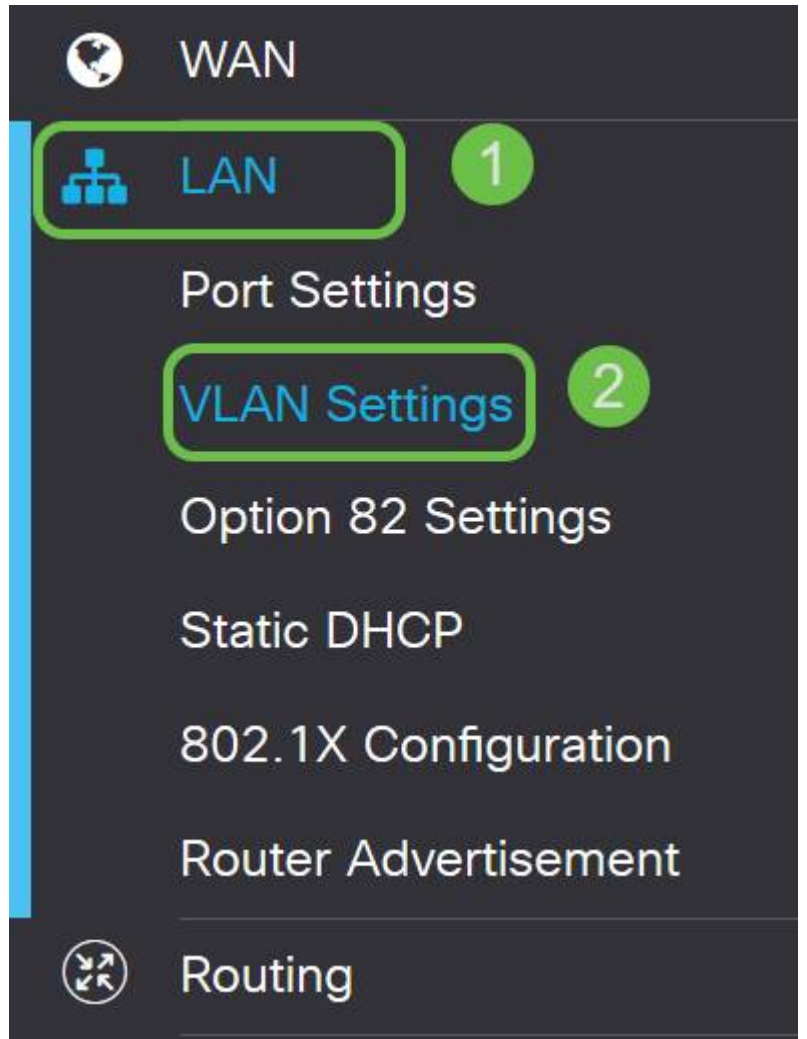 WAN
LAN 1
Port Settings
VLAN Settings 2
Option 82 Settings
Static DHCP
802.1X Configuration
Router Advertisement
Routing